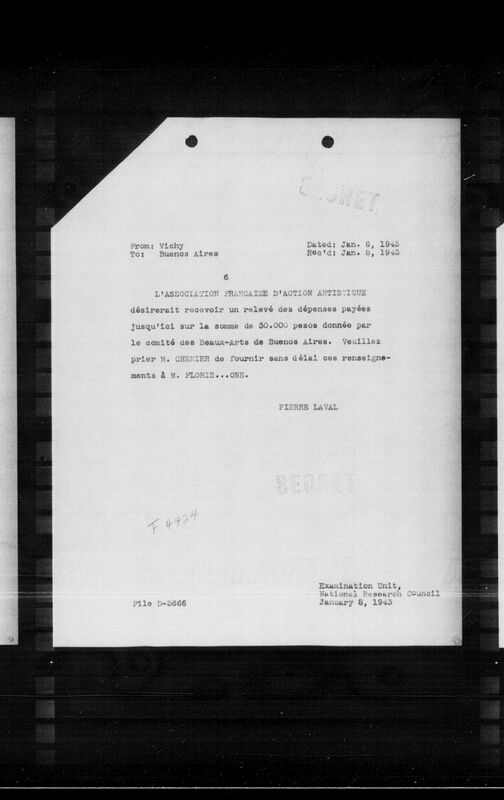 SECRET
From: Vichy
To: Buenos Aires
Dated: Jan. 6, 1943
Rec'd: Jan. 8, 1943
6
L'ASSOCIATION FRANCAISE D'ACTION ARTISTIQUE
désirerait recevoir un relevé des dépenses payées
jusqu'ici sur la somme de 30.000 pesos donnée par
le comité des Beaux-Arts de Buenos Aires. Veuillez
prier M. CHENIER de fournir sans délai ces renseigne-
ments à M. FLORIS...ONE.
PIERRE LAVAL
SECRET
F 4424
Examination Unit,
National Research Council
January 8, 1943
File D-3666